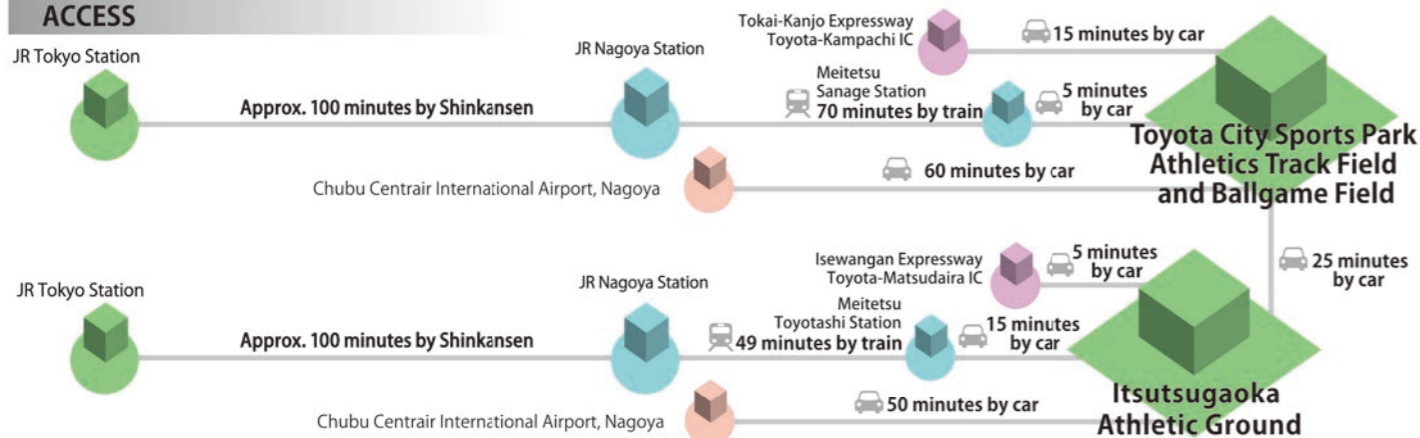 ACCESS
JR Tokyo Station
Approx. 100 minutes by Shinkansen
JR Nagoya Station
Tokai-Kanjo Expressway
Toyota-Kampachi IC
15 minutes by car
Meitetsu
Sanage Station
70 minutes by train
5 minutes
by car
Chubu Centrair International Airport, Nagoya
60 minutes by car
Toyota City Sports Park
Athletics Track Field
and Ballgame Field
25 minutes
by car
JR Tokyo Station
Approx. 100 minutes by Shinkansen
JR Nagoya Station
Isewangan Expressway
Toyota-Matsudaira IC
5 minutes
by car
Meitetsu
Toyotashi Station
49 minutes by train
15 minutes
by car
Chubu Centrair International Airport, Nagoya
50 minutes by car
Itsutsugaoka
Athletic Ground